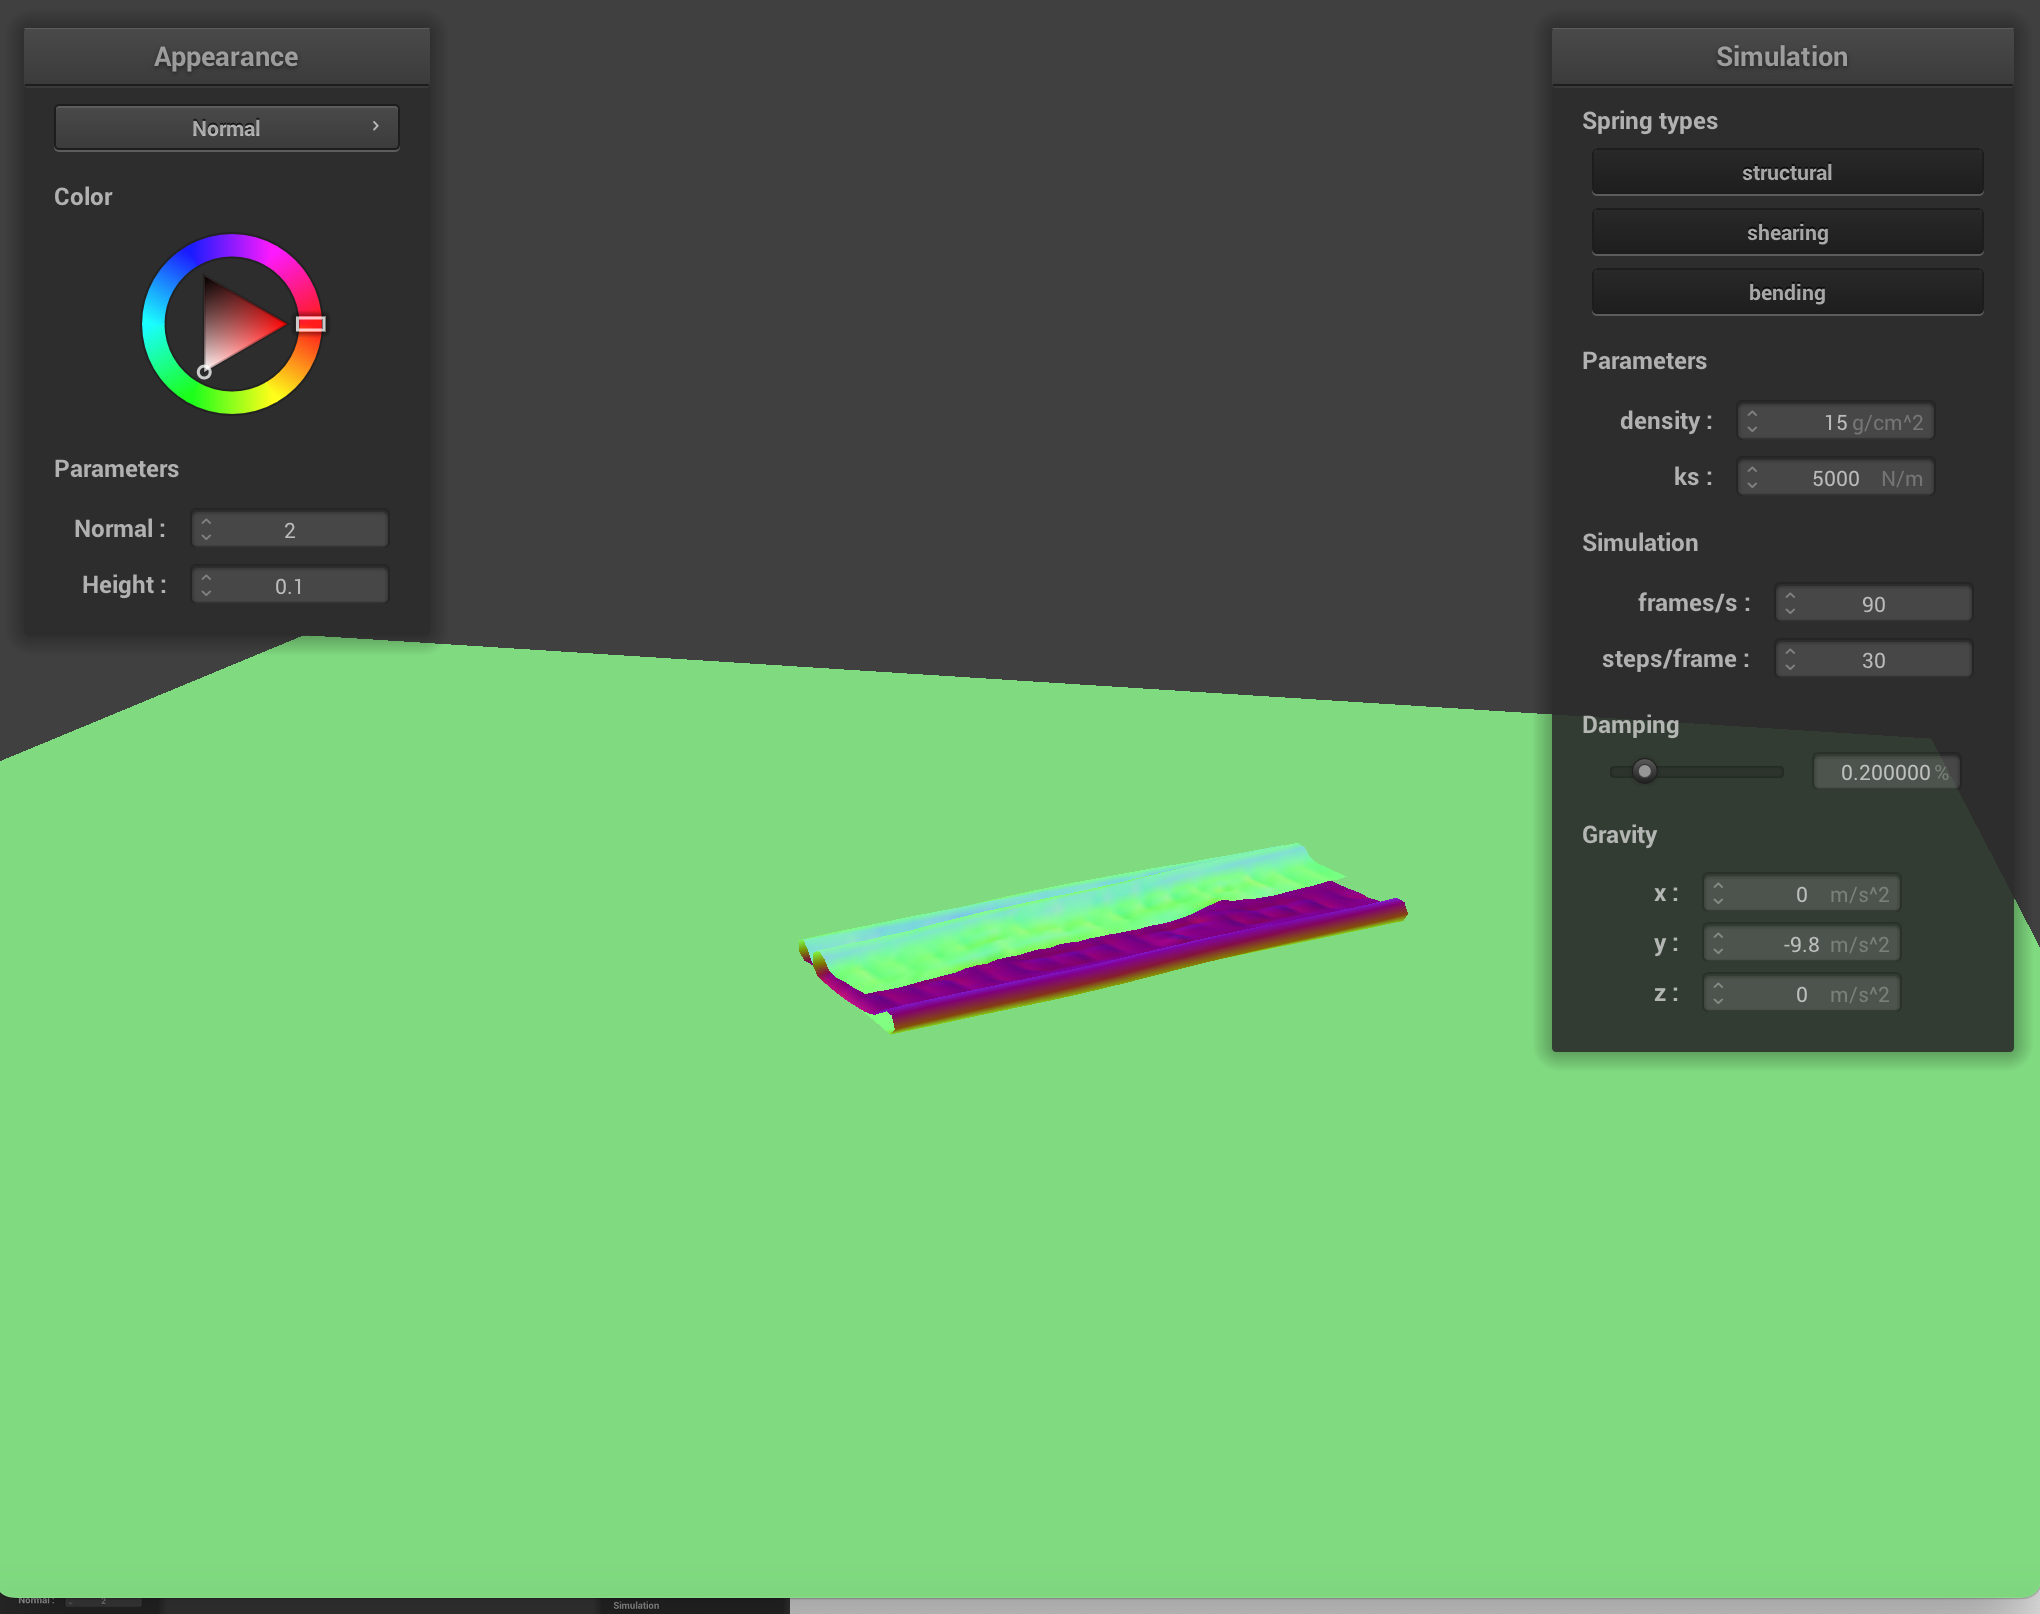 Appearance
Normal
Color
Parameters
Normal : 2
Height : 0.1
Simulation
Spring types
structural
shearing
bending
Parameters
density : 15 g/cm^2
ks : 5000 N/m
Simulation
frames/s : 90
steps/frame : 30
Damping
0.200000 %
Gravity
x : 0 m/s^2
y : -9.8 m/s^2
z : 0 m/s^2
Normal : 2
Simulation